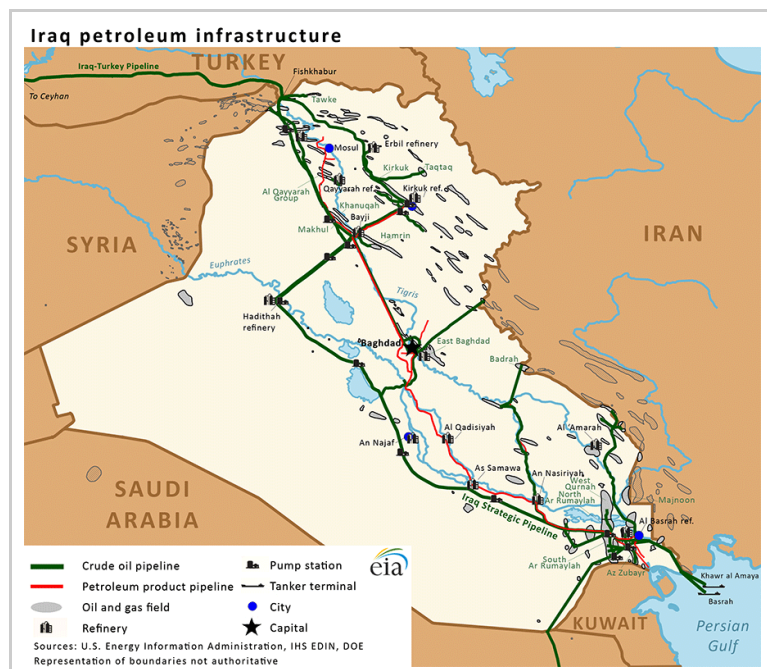 Iraq petroleum infrastructure
TURKEY
Iraq-Turkey Pipeline
Fishkhabur
To Ceyhan
Tawke
Mosul
Erbil refinery
Kirkuk
Taqtaq
Al Qayyarah
Group
Qayyarah ref.
Kirkuk ref.
Khanuqah
Bayji
Makhul
Hamrin
SYRIA
IRAN
Euphrates
Tigris
Hadithah
refinery
Baghdad
East Baghdad
Badrah
An Najaf
Al Qadisiyah
Al 'Amarah
As Samawa
An Nasiriyah
West
Qurnah
North
Ar Rumaylah
Majnoon
Iraq Strategic Pipeline
Al Basrah ref.
SAUDI
ARABIA
South
Ar Rumaylah
Az Zubayr
Khawr al Amaya
Basrah
KUWAIT
Persian
Gulf
eia
Crude oil pipeline
Petroleum product pipeline
Oil and gas field
Refinery
Pump station
Tanker terminal
City
Capital
Sources: U.S. Energy Information Administration, IHS EDIN, DOE
Representation of boundaries not authoritative